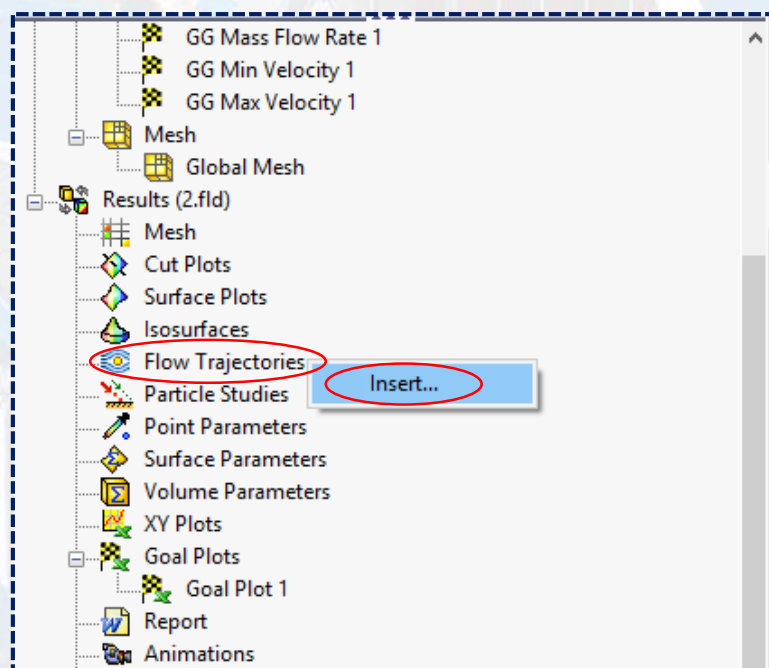 GG Mass Flow Rate 1
GG Min Velocity 1
GG Max Velocity 1
Mesh
Global Mesh
Results (2.fld)
Mesh
Cut Plots
Surface Plots
Isosurfaces
Flow Trajectories
Insert...
Particle Studies
Point Parameters
Surface Parameters
Volume Parameters
XY Plots
Goal Plots
Goal Plot 1
Report
Animations